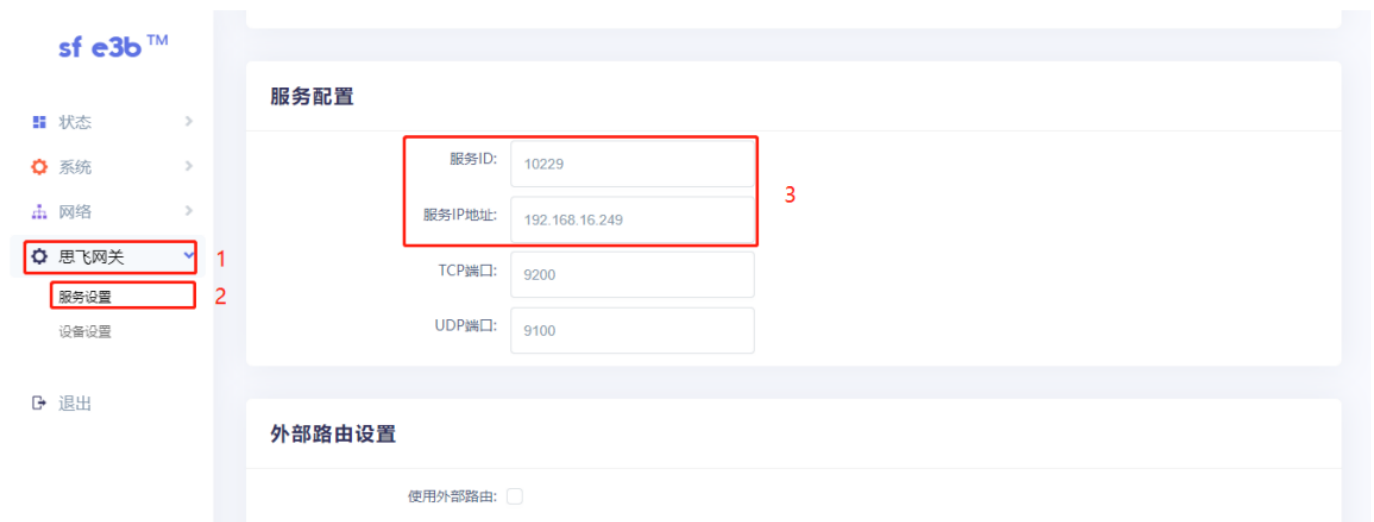 sf e3b™
状态
系统
网络
思飞网关 1
服务设置 2
设备设置
退出
服务配置
服务ID: 10229
服务IP地址: 192.168.16.249
3
TCP端口: 9200
UDP端口: 9100
外部路由设置
使用外部路由: